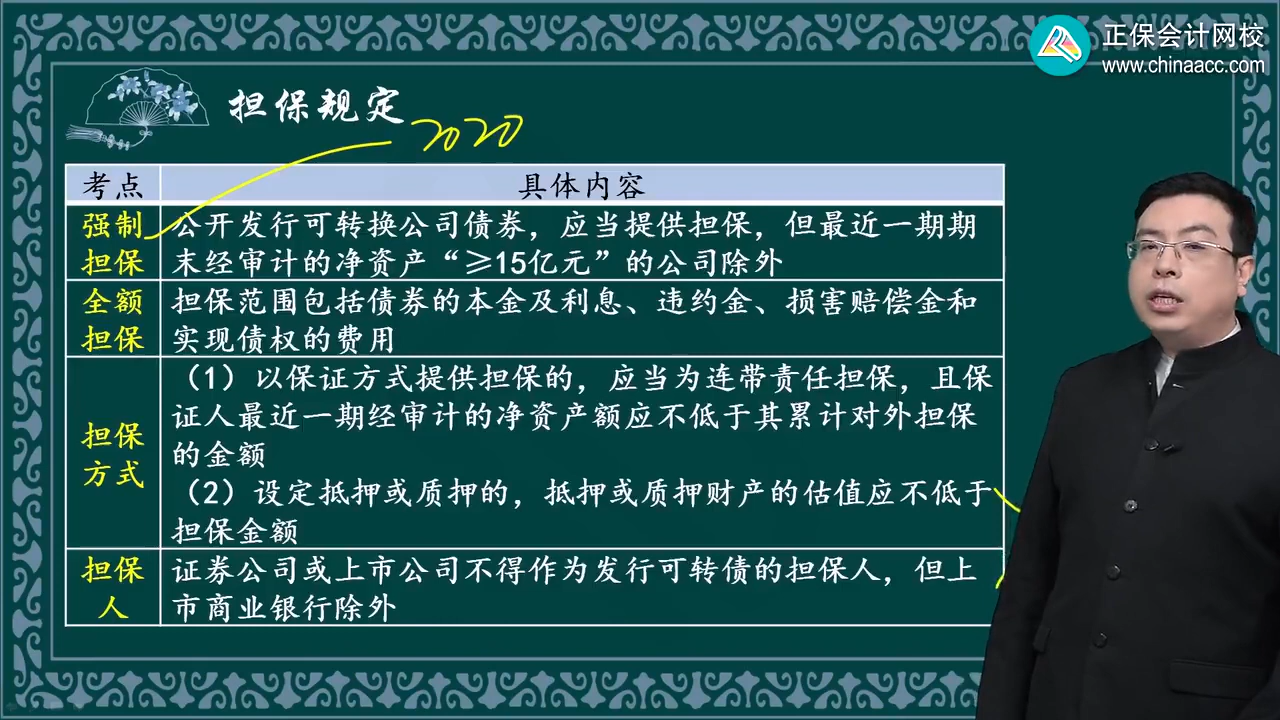 正保会计网校
www.chinaacc.com
担保规定
2020
考点
具体内容
强制
担保
公开发行可转换公司债券，应当提供担保，但最近一期期
末经审计的净资产“≥15亿元”的公司除外
全额
担保
担保范围包括债券的本金及利息、违约金、损害赔偿金和
实现债权的费用
担保
方式
（1）以保证方式提供担保的，应当为连带责任担保，且保
证人最近一期经审计的净资产额应不低于其累计对外担保
的金额
（2）设定抵押或质押的，抵押或质押财产的估值应不低于
担保金额
担保
人
证券公司或上市公司不得作为发行可转债的担保人，但上
市商业银行除外